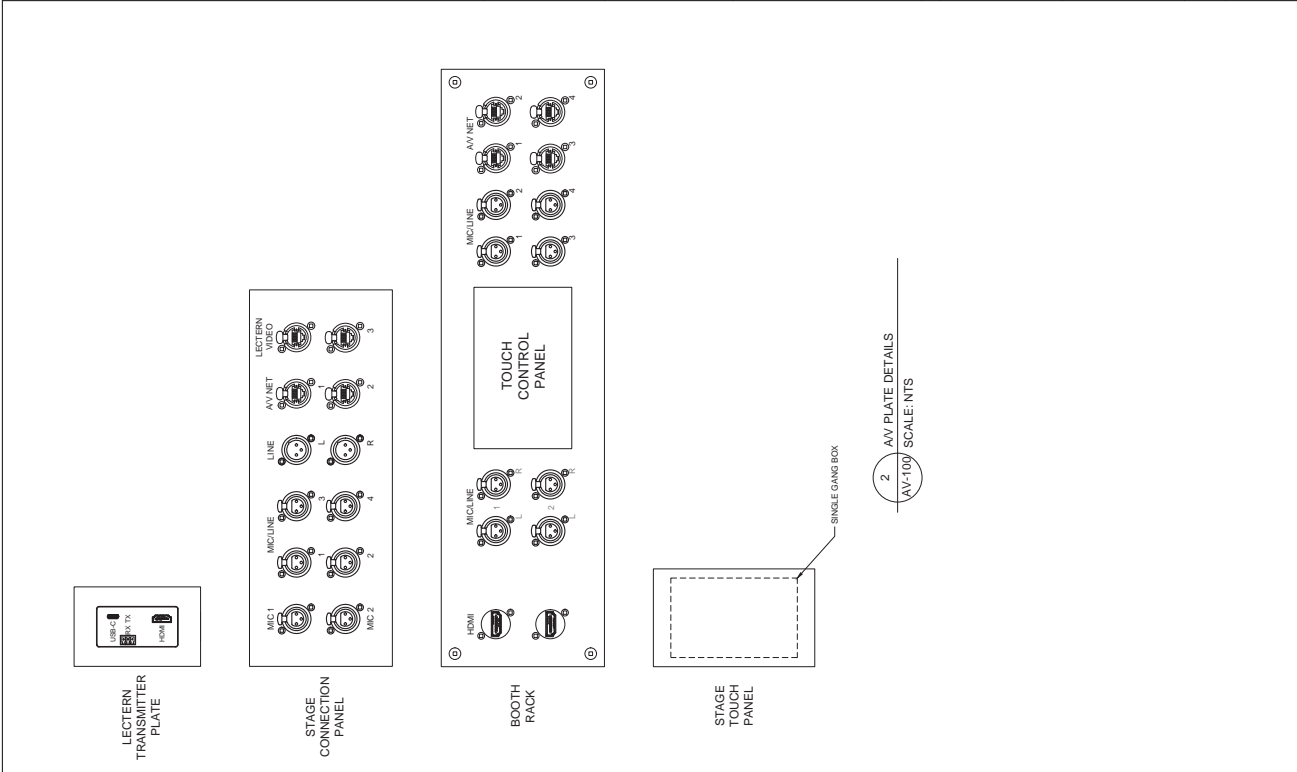 LECTERN
TRANSMITTER
PLATE
USB-C
RX TX
HDMI
STAGE
CONNECTION
PANEL
MIC 1
MIC/LINE
LINE
A/V NET
LECTERN
VIDEO
1
3
L
1
MIC 2
2
4
R
2
3
BOOTH
RACK
HDMI
MIC/LINE
1
L
R
2
L
R
TOUCH
CONTROL
PANEL
MIC/LINE
1
2
3
4
A/V NET
1
2
3
4
STAGE
TOUCH
PANEL
SINGLE GANG BOX
2
A/V PLATE DETAILS
AV-100
SCALE: NTS